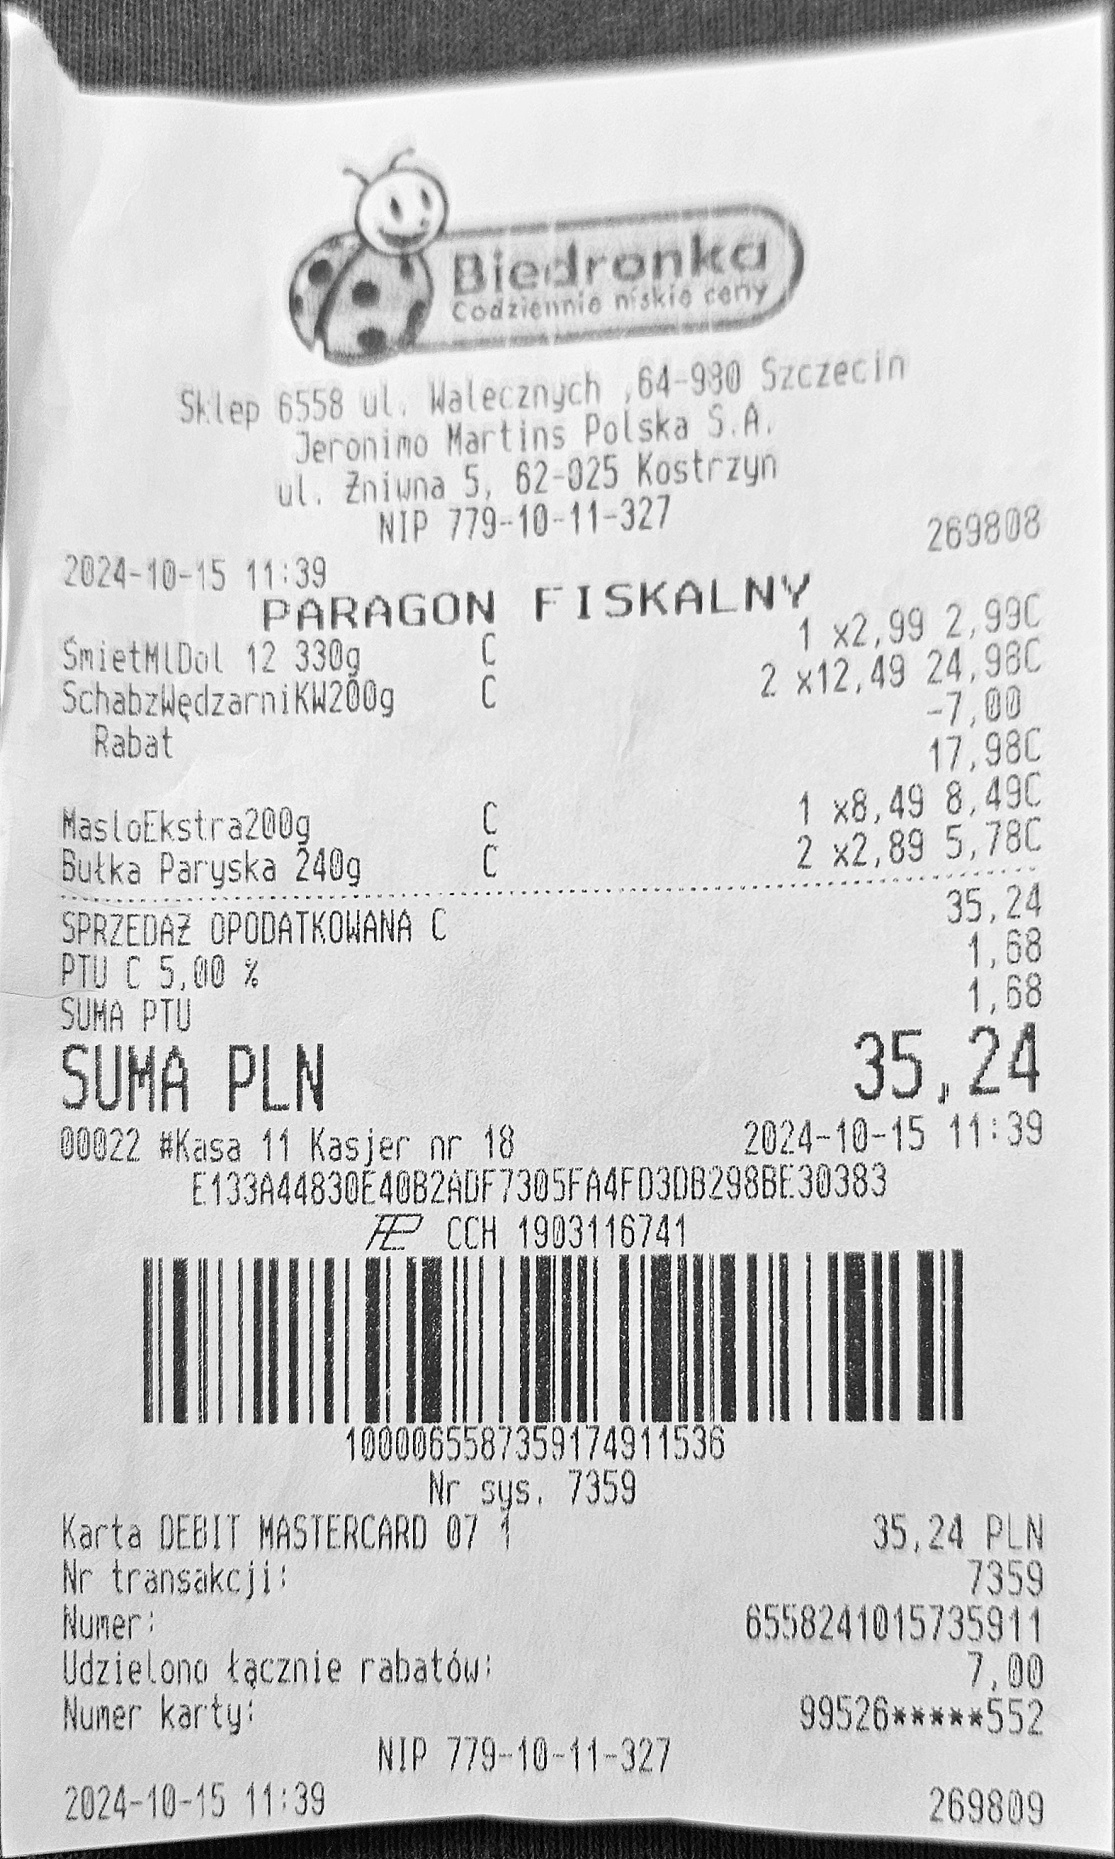 Biedronka
Codziennie niskie ceny
Sklep 6558 ul. Walecznych ,64-980 Szczecin
Jeronimo Martins Polska S.A.
ul. Żniwna 5, 62-025 Kostrzyn
NIP 779-10-11-327
2024-10-15 11:39 269808
PARAGON FISKALNY
ŚmietMlDol 12 330g C 1 x2,99 2,99C
SchabzWędzarniKW200g C 2 x12,49 24,98C
Rabat -7,00
17,98C
MasloEkstra200g C 1 x8,49 8,49C
Bułka Paryska 240g C 2 x2,89 5,78C
SPRZEDAŻ OPODATKOWANA C 35,24
PTU C 5,00 % 1,68
SUMA PTU 1,68
SUMA PLN 35,24
00022 #Kasa 11 Kasjer nr 18 2024-10-15 11:39
E133A44830E40B2ADF7305FA4FD3DB298BE30383
CCH 1903116741
1000065587359174911536
Nr sys. 7359
Karta DEBIT MASTERCARD 07 1 35,24 PLN
Nr transakcji: 7359
Numer: 6558241015735911
Udzielono łącznie rabatów: 7,00
Numer karty: 99526*****552
NIP 779-10-11-327
2024-10-15 11:39 269809